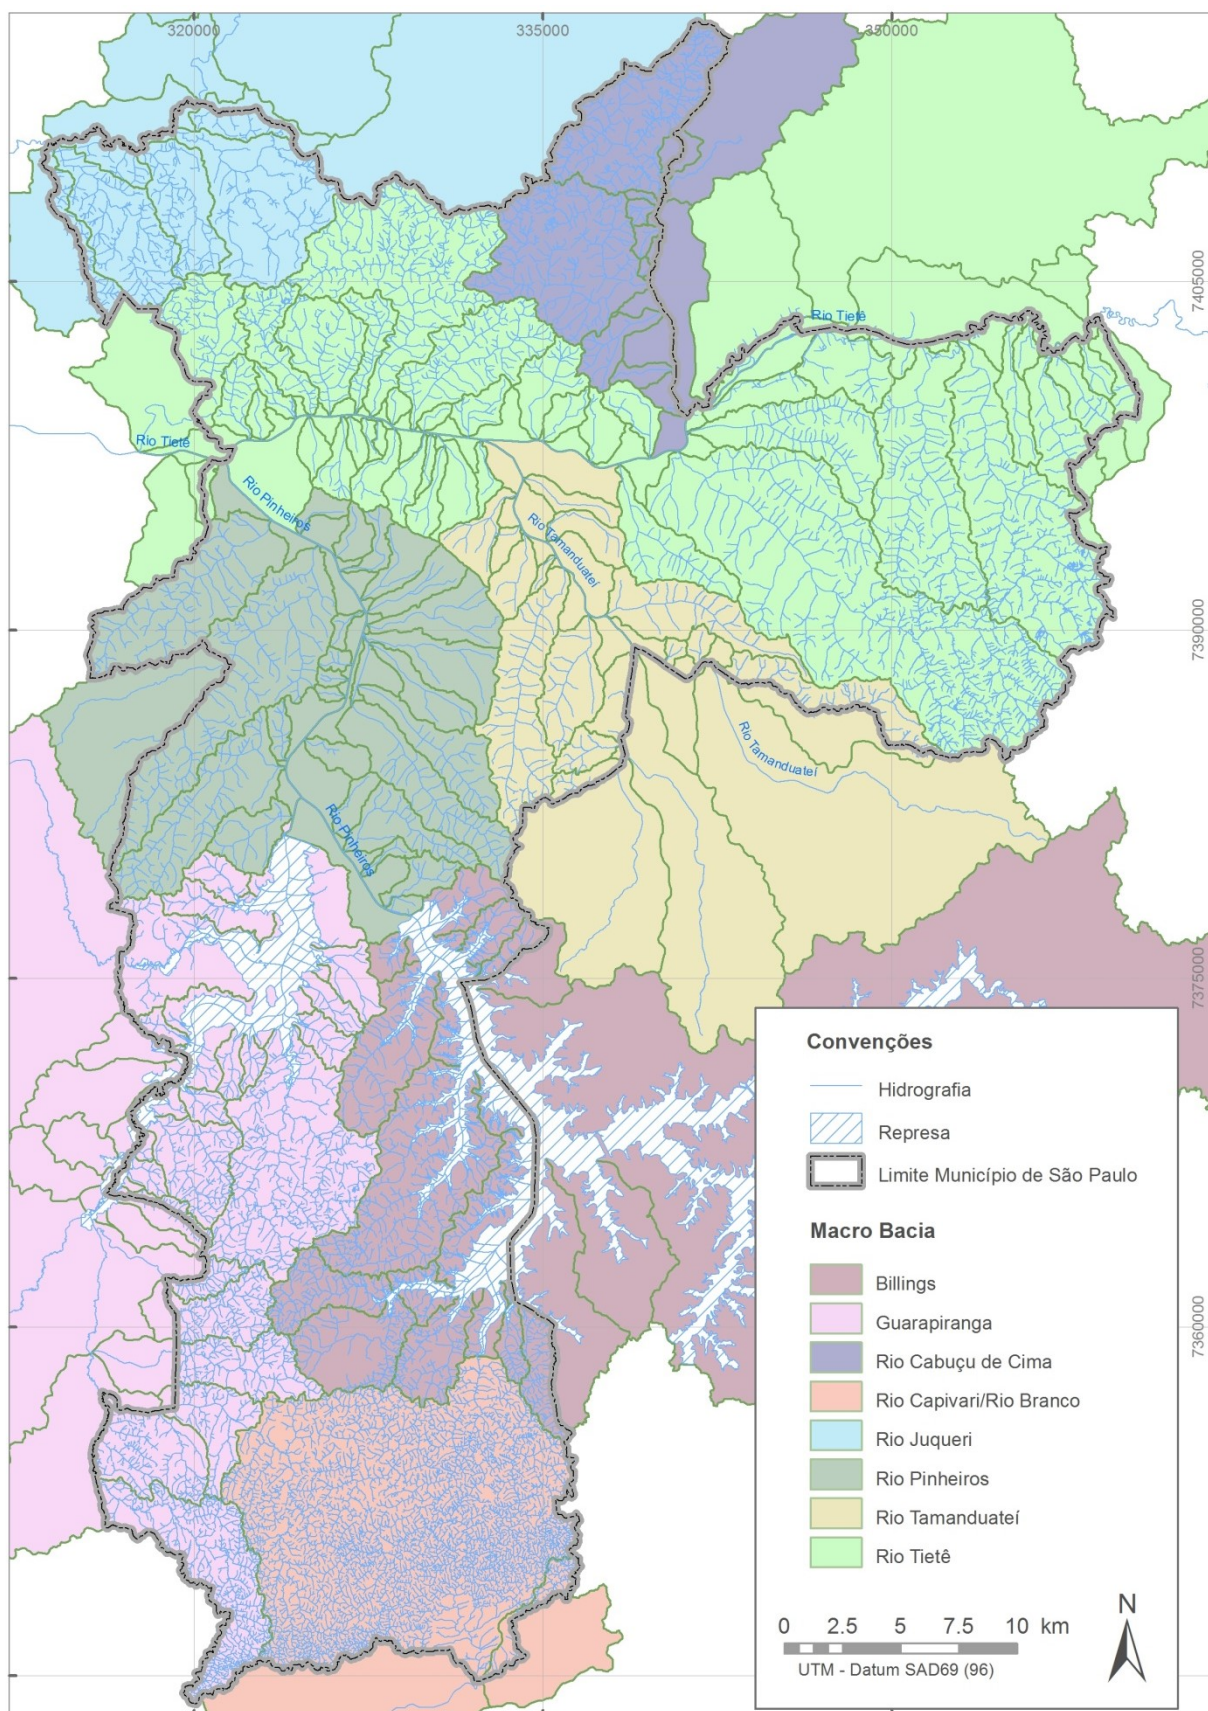 320000
335000
350000
7405000
Rio Tietê
Rio Tietê
Rio Pinheiros
Rio Tamanduateí
7390000
Rio Tamanduateí
Rio Pinheiros
7375000
Convenções
Hidrografia
Represa
Limite Município de São Paulo
Macro Bacia
Billings
Guarapiranga
Rio Cabuçu de Cima
Rio Capivari/Rio Branco
Rio Juqueri
Rio Pinheiros
Rio Tamanduateí
Rio Tietê
7360000
N
0 2.5 5 7.5 10 km
UTM - Datum SAD69 (96)